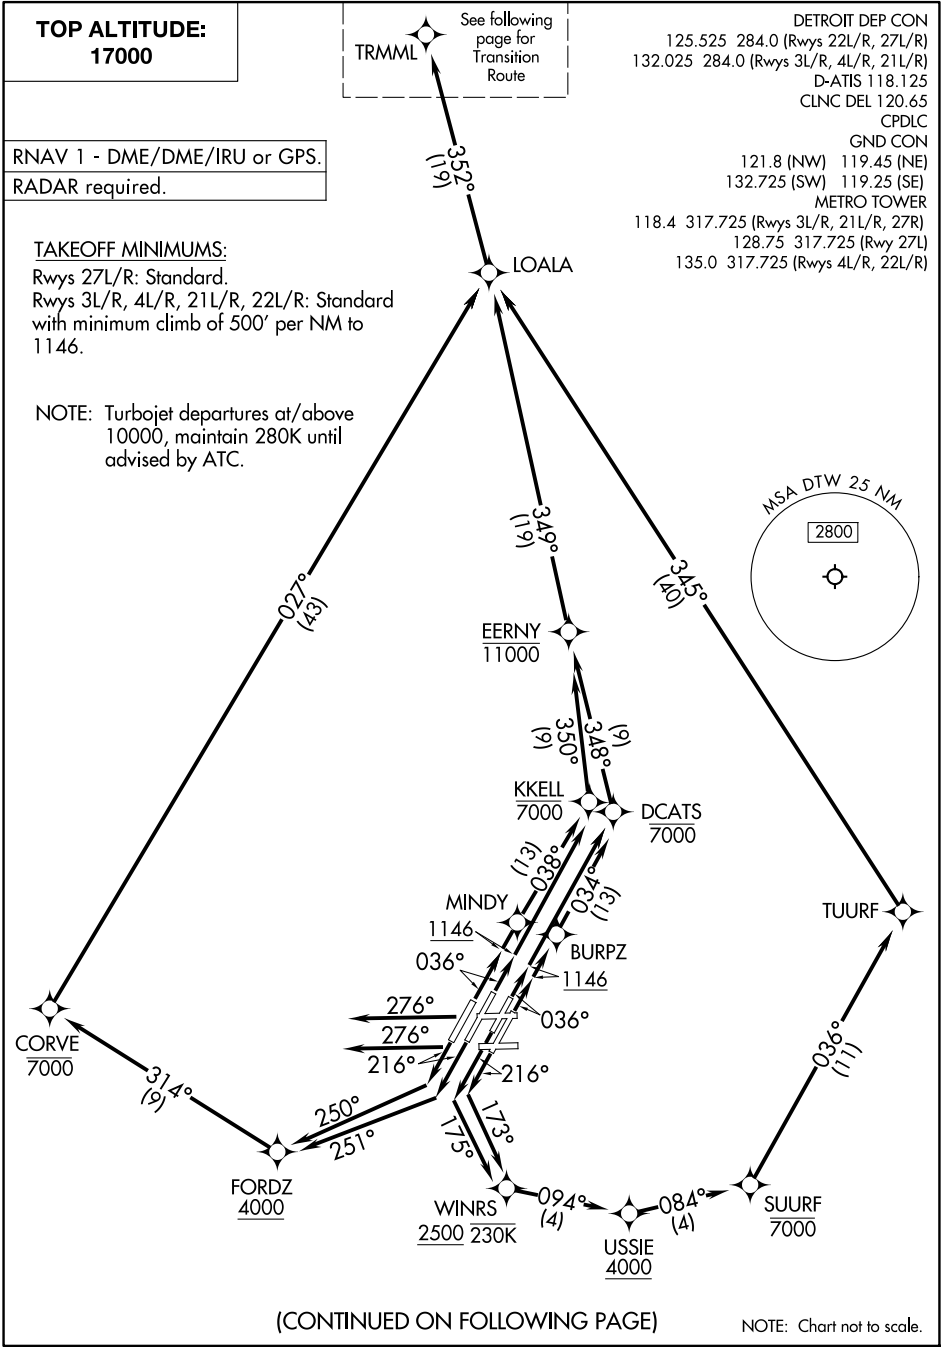 TOP ALTITUDE:
17000
TRMML
See following
page for
Transition
Route
DETROIT DEP CON
125.525 284.0 (Rwys 22L/R, 27L/R)
132.025 284.0 (Rwys 3L/R, 4L/R, 21L/R)
D-ATIS 118.125
CLNC DEL 120.65
CPDLC
GND CON
121.8 (NW) 119.45 (NE)
132.725 (SW) 119.25 (SE)
METRO TOWER
118.4 317.725 (Rwys 3L/R, 21L/R, 27R)
128.75 317.725 (Rwy 27L)
135.0 317.725 (Rwys 4L/R, 22L/R)
RNAV 1 - DME/DME/IRU or GPS.
RADAR required.
352°
(19)
TAKEOFF MINIMUMS:
Rwys 27L/R: Standard.
Rwys 3L/R, 4L/R, 21L/R, 22L/R: Standard
with minimum climb of 500' per NM to
1146.
LOALA
NOTE: Turbojet departures at/above
10000, maintain 280K until
advised by ATC.
MSA DTW 25 NM
2800
349°
(19)
345°
(40)
027°
(43)
EERNY
11000
350°
(9)
348°
(9)
KKELL
7000
DCATS
7000
038°
(13)
034°
(13)
MINDY
1146
BURPZ
1146
TUURF
036°
036°
276°
276°
216°
216°
CORVE
7000
314°
(9)
036°
(11)
250°
251°
175°
173°
FORDZ
4000
WINRS
2500 230K
094°
(4)
084°
(4)
SUURF
7000
USSIE
4000
(CONTINUED ON FOLLOWING PAGE)
NOTE: Chart not to scale.